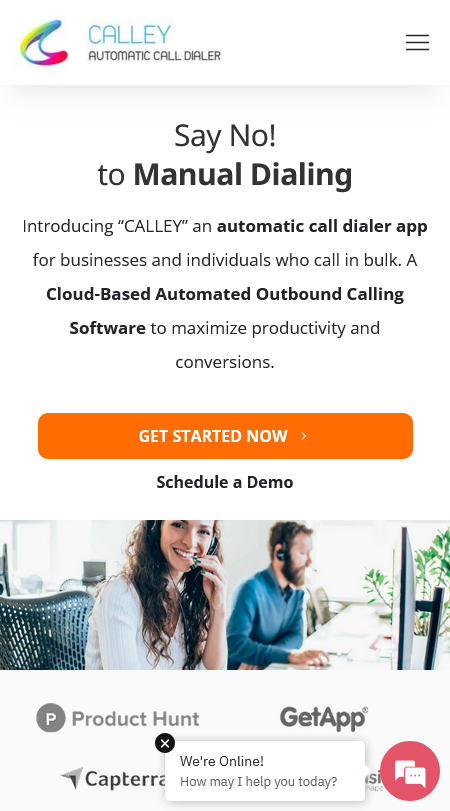 CALLEY
AUTOMATIC CALL DIALER
Say No!
to Manual Dialing
Introducing “CALLEY” an automatic call dialer app
for businesses and individuals who call in bulk. A
Cloud-Based Automated Outbound Calling
Software to maximize productivity and
conversions.
GET STARTED NOW
Schedule a Demo
P Product Hunt
GetApp®
Capterra
We're Online!
How may I help you today?